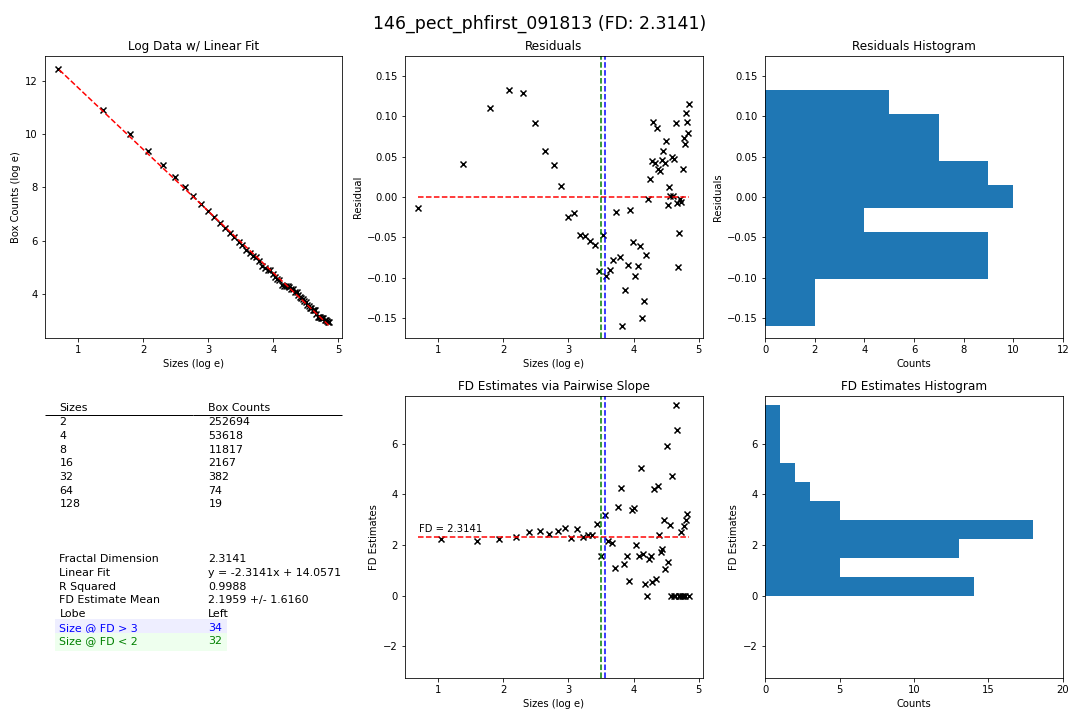 146_pect_phfirst_091813 (FD: 2.3141)
Log Data w/ Linear Fit
Box Counts (log e)
12
10
8
6
4
1 2 3 4 5
Sizes (log e)
Residuals
Residual
0.15
0.10
0.05
0.00
−0.05
−0.10
−0.15
1 2 3 4 5
Sizes (log e)
Residuals Histogram
Residuals
0.15
0.10
0.05
0.00
−0.05
−0.10
−0.15
0 2 4 6 8 10 12
Counts
Sizes Box Counts
2 252694
4 53618
8 11817
16 2167
32 382
64 74
128 19
Fractal Dimension 2.3141
Linear Fit y = -2.3141x + 14.0571
R Squared 0.9988
FD Estimate Mean 2.1959 +/- 1.6160
Lobe Left
Size @ FD > 3 34
Size @ FD < 2 32
FD Estimates via Pairwise Slope
FD Estimates
6
4
2
0
−2
FD = 2.3141
1 2 3 4 5
Sizes (log e)
FD Estimates Histogram
FD Estimates
6
4
2
0
−2
0 5 10 15 20
Counts